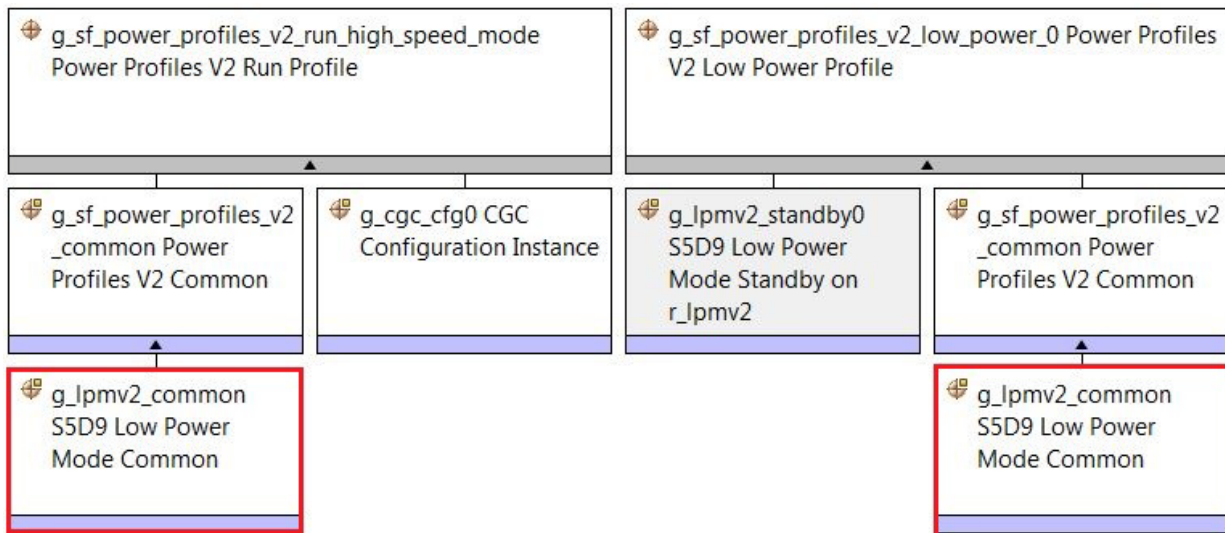 g_sf_power_profiles_v2_run_high_speed_mode
Power Profiles V2 Run Profile
g_sf_power_profiles_v2_low_power_0 Power Profiles
V2 Low Power Profile
g_sf_power_profiles_v2
_common Power
Profiles V2 Common
g_cgc_cfg0 CGC
Configuration Instance
g_lpmv2_standby0
S5D9 Low Power
Mode Standby on
r_lpmv2
g_sf_power_profiles_v2
_common Power
Profiles V2 Common
g_lpmv2_common
S5D9 Low Power
Mode Common
g_lpmv2_common
S5D9 Low Power
Mode Common